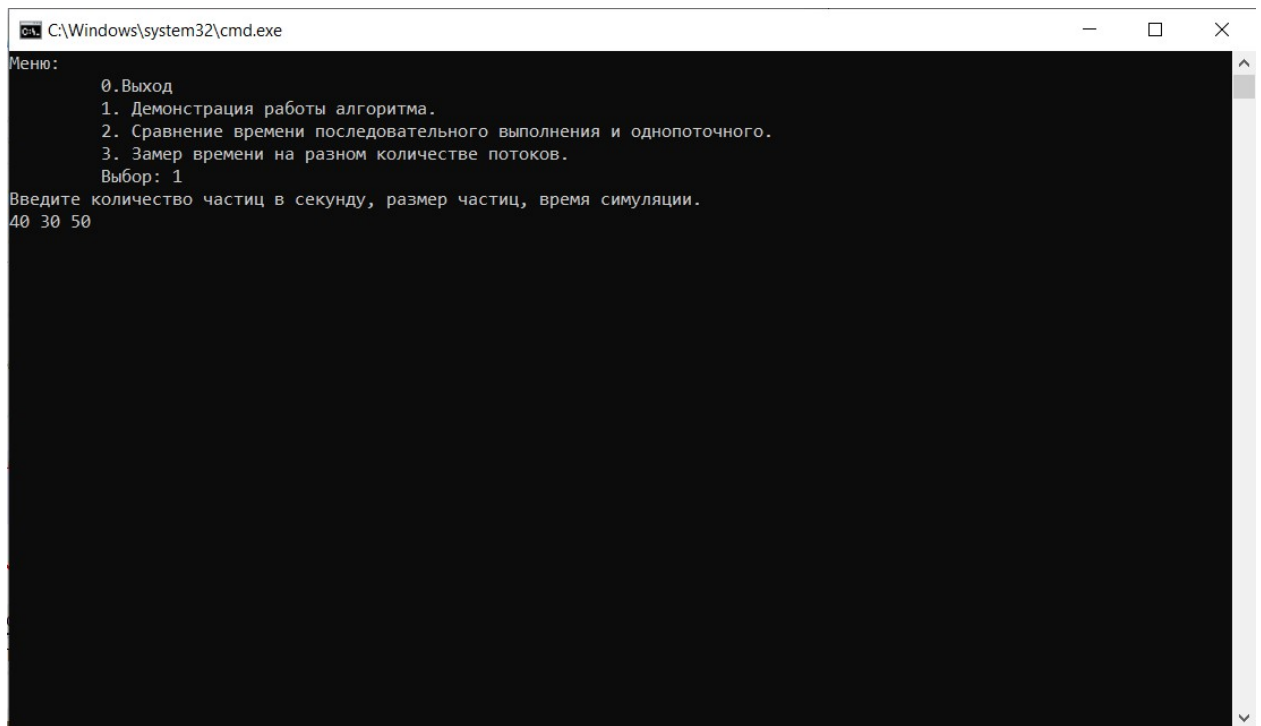 C:\Windows\system32\cmd.exe
Меню:
0.Выход
1. Демонстрация работы алгоритма.
2. Сравнение времени последовательного выполнения и однопоточного.
3. Замер времени на разном количестве потоков.
Выбор: 1
Введите количество частиц в секунду, размер частиц, время симуляции.
40 30 50